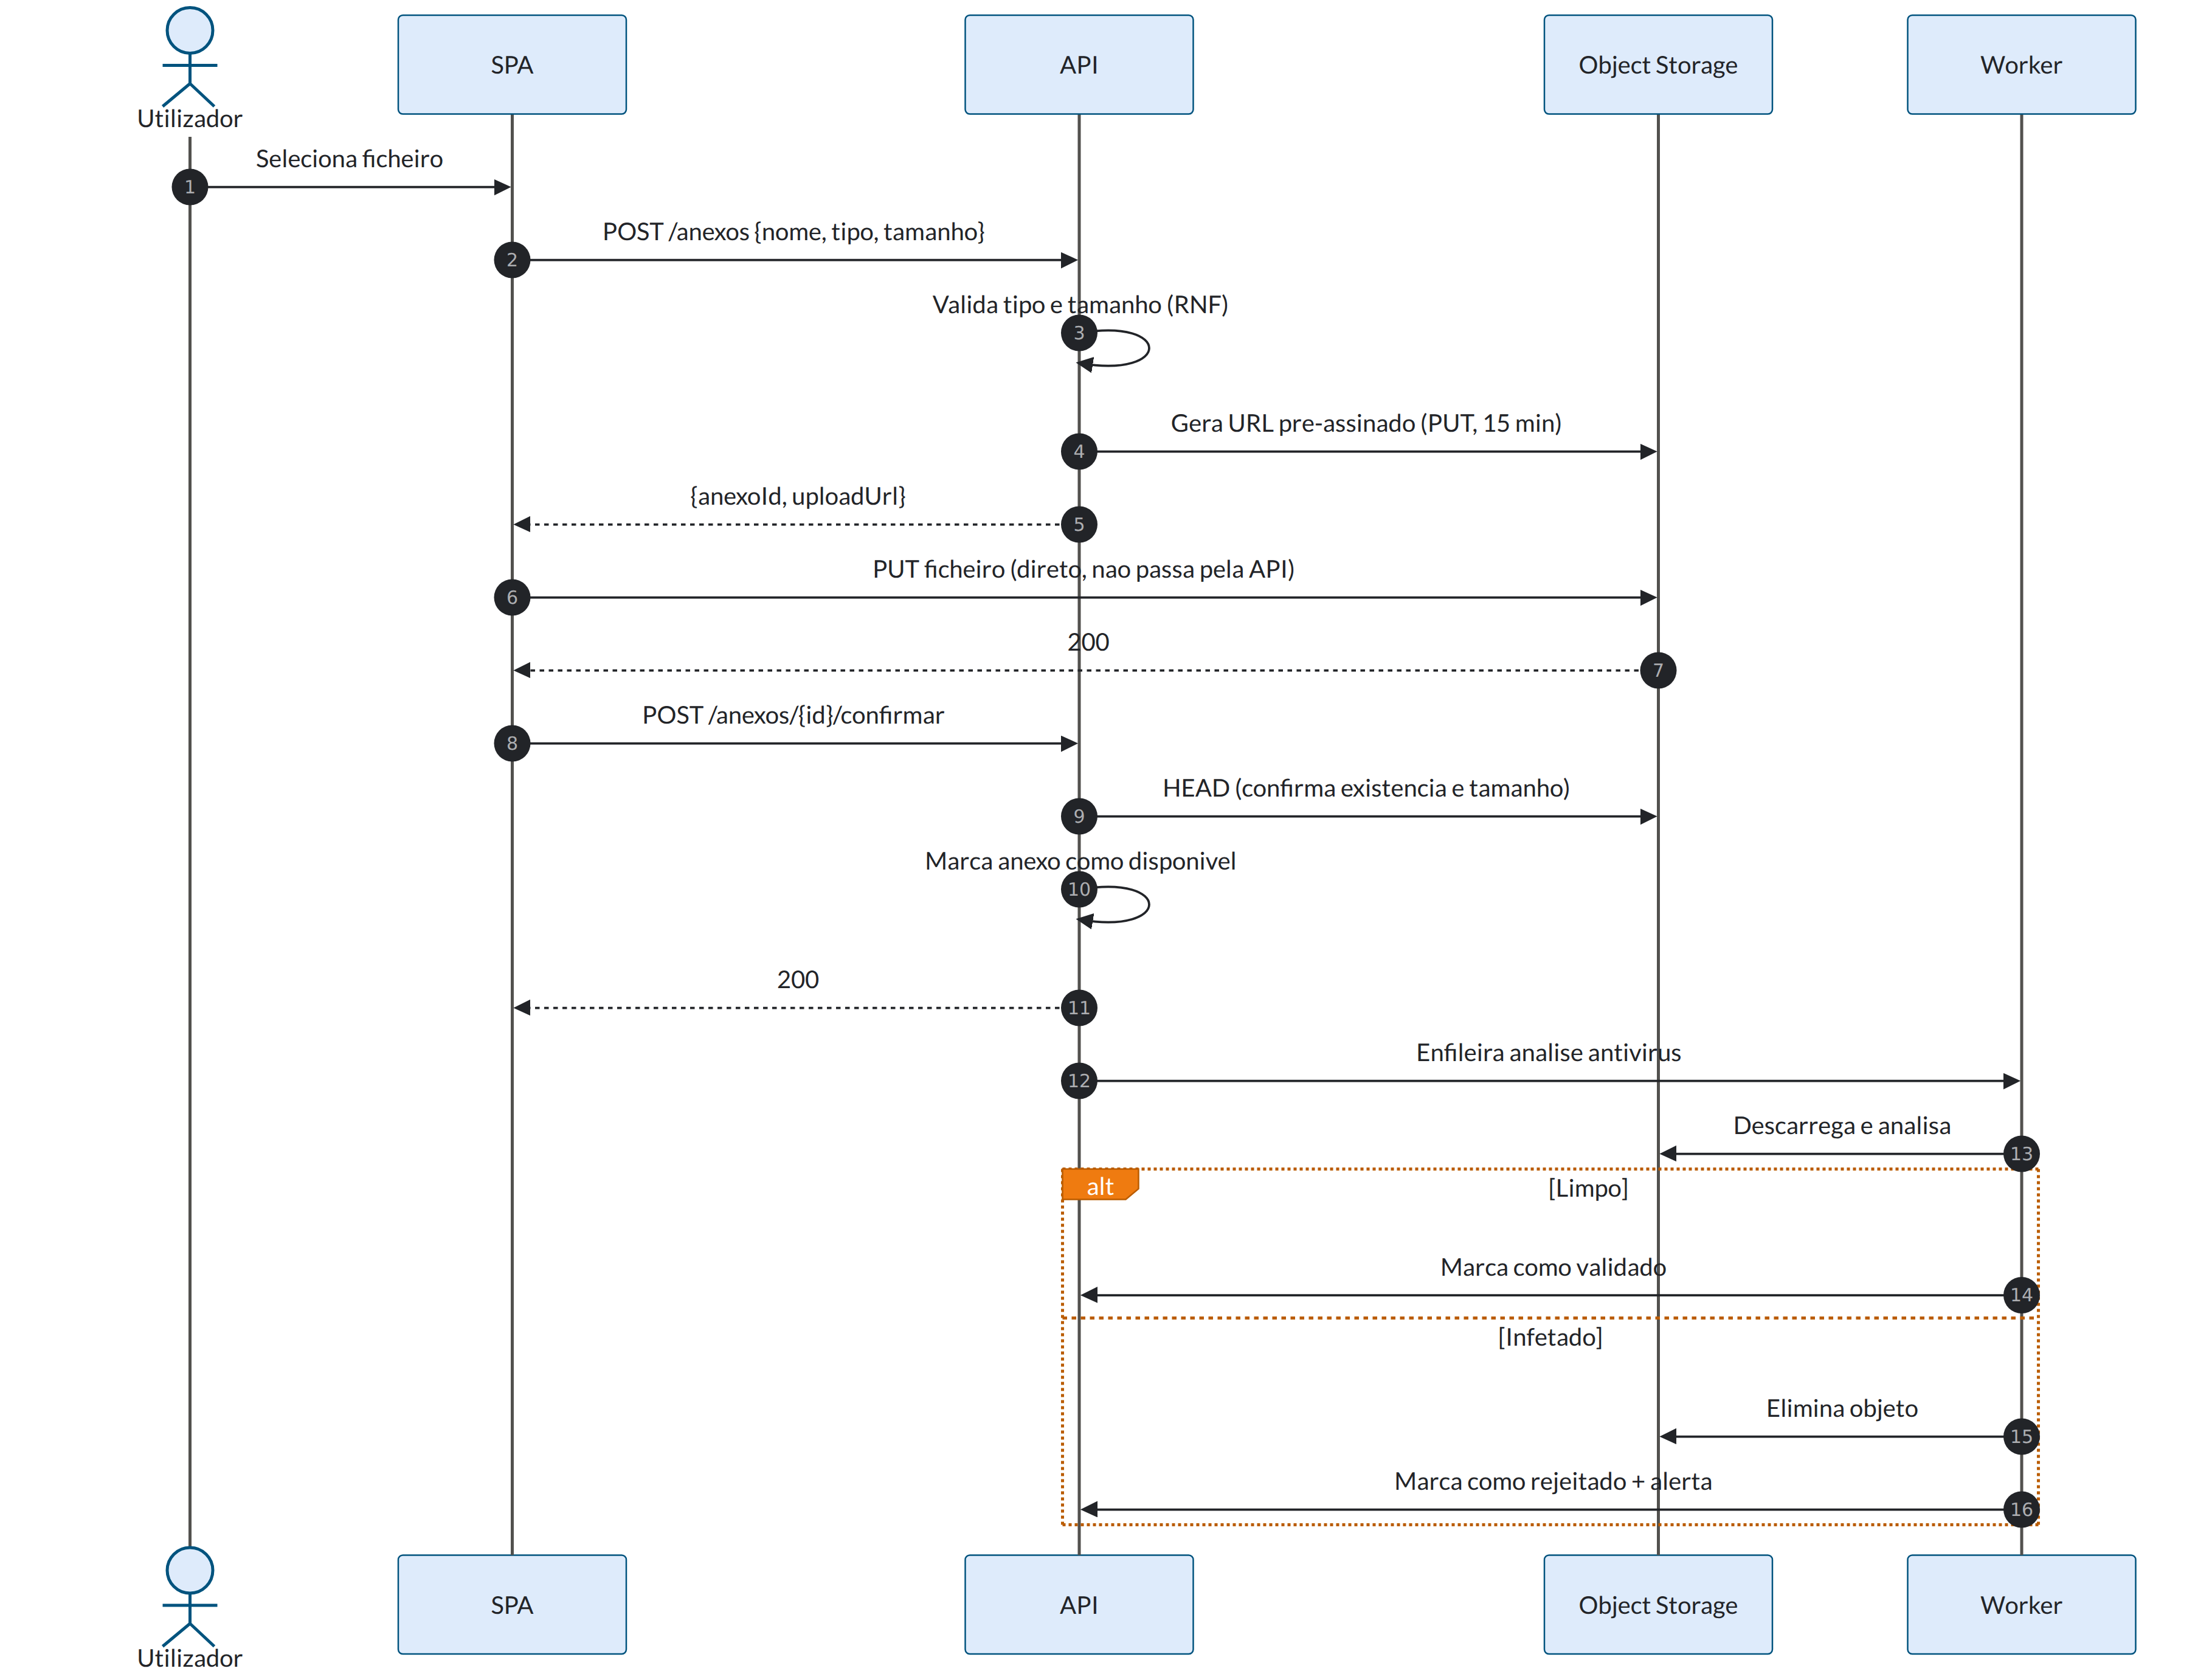 Utilizador
SPA
API
Object Storage
Worker
Seleciona ficheiro
1
POST /anexos {nome, tipo, tamanho}
2
Valida tipo e tamanho (RNF)
3
Gera URL pre-assinado (PUT, 15 min)
4
{anexoId, uploadUrl}
5
PUT ficheiro (direto, nao passa pela API)
6
200
7
POST /anexos/{id}/confirmar
8
HEAD (confirma existencia e tamanho)
9
Marca anexo como disponivel
10
200
11
Enfileira analise antivirus
12
Descarrega e analisa
13
alt
[Limpo]
Marca como validado
14
[Infetado]
Elimina objeto
15
Marca como rejeitado + alerta
16
Utilizador
SPA
API
Object Storage
Worker